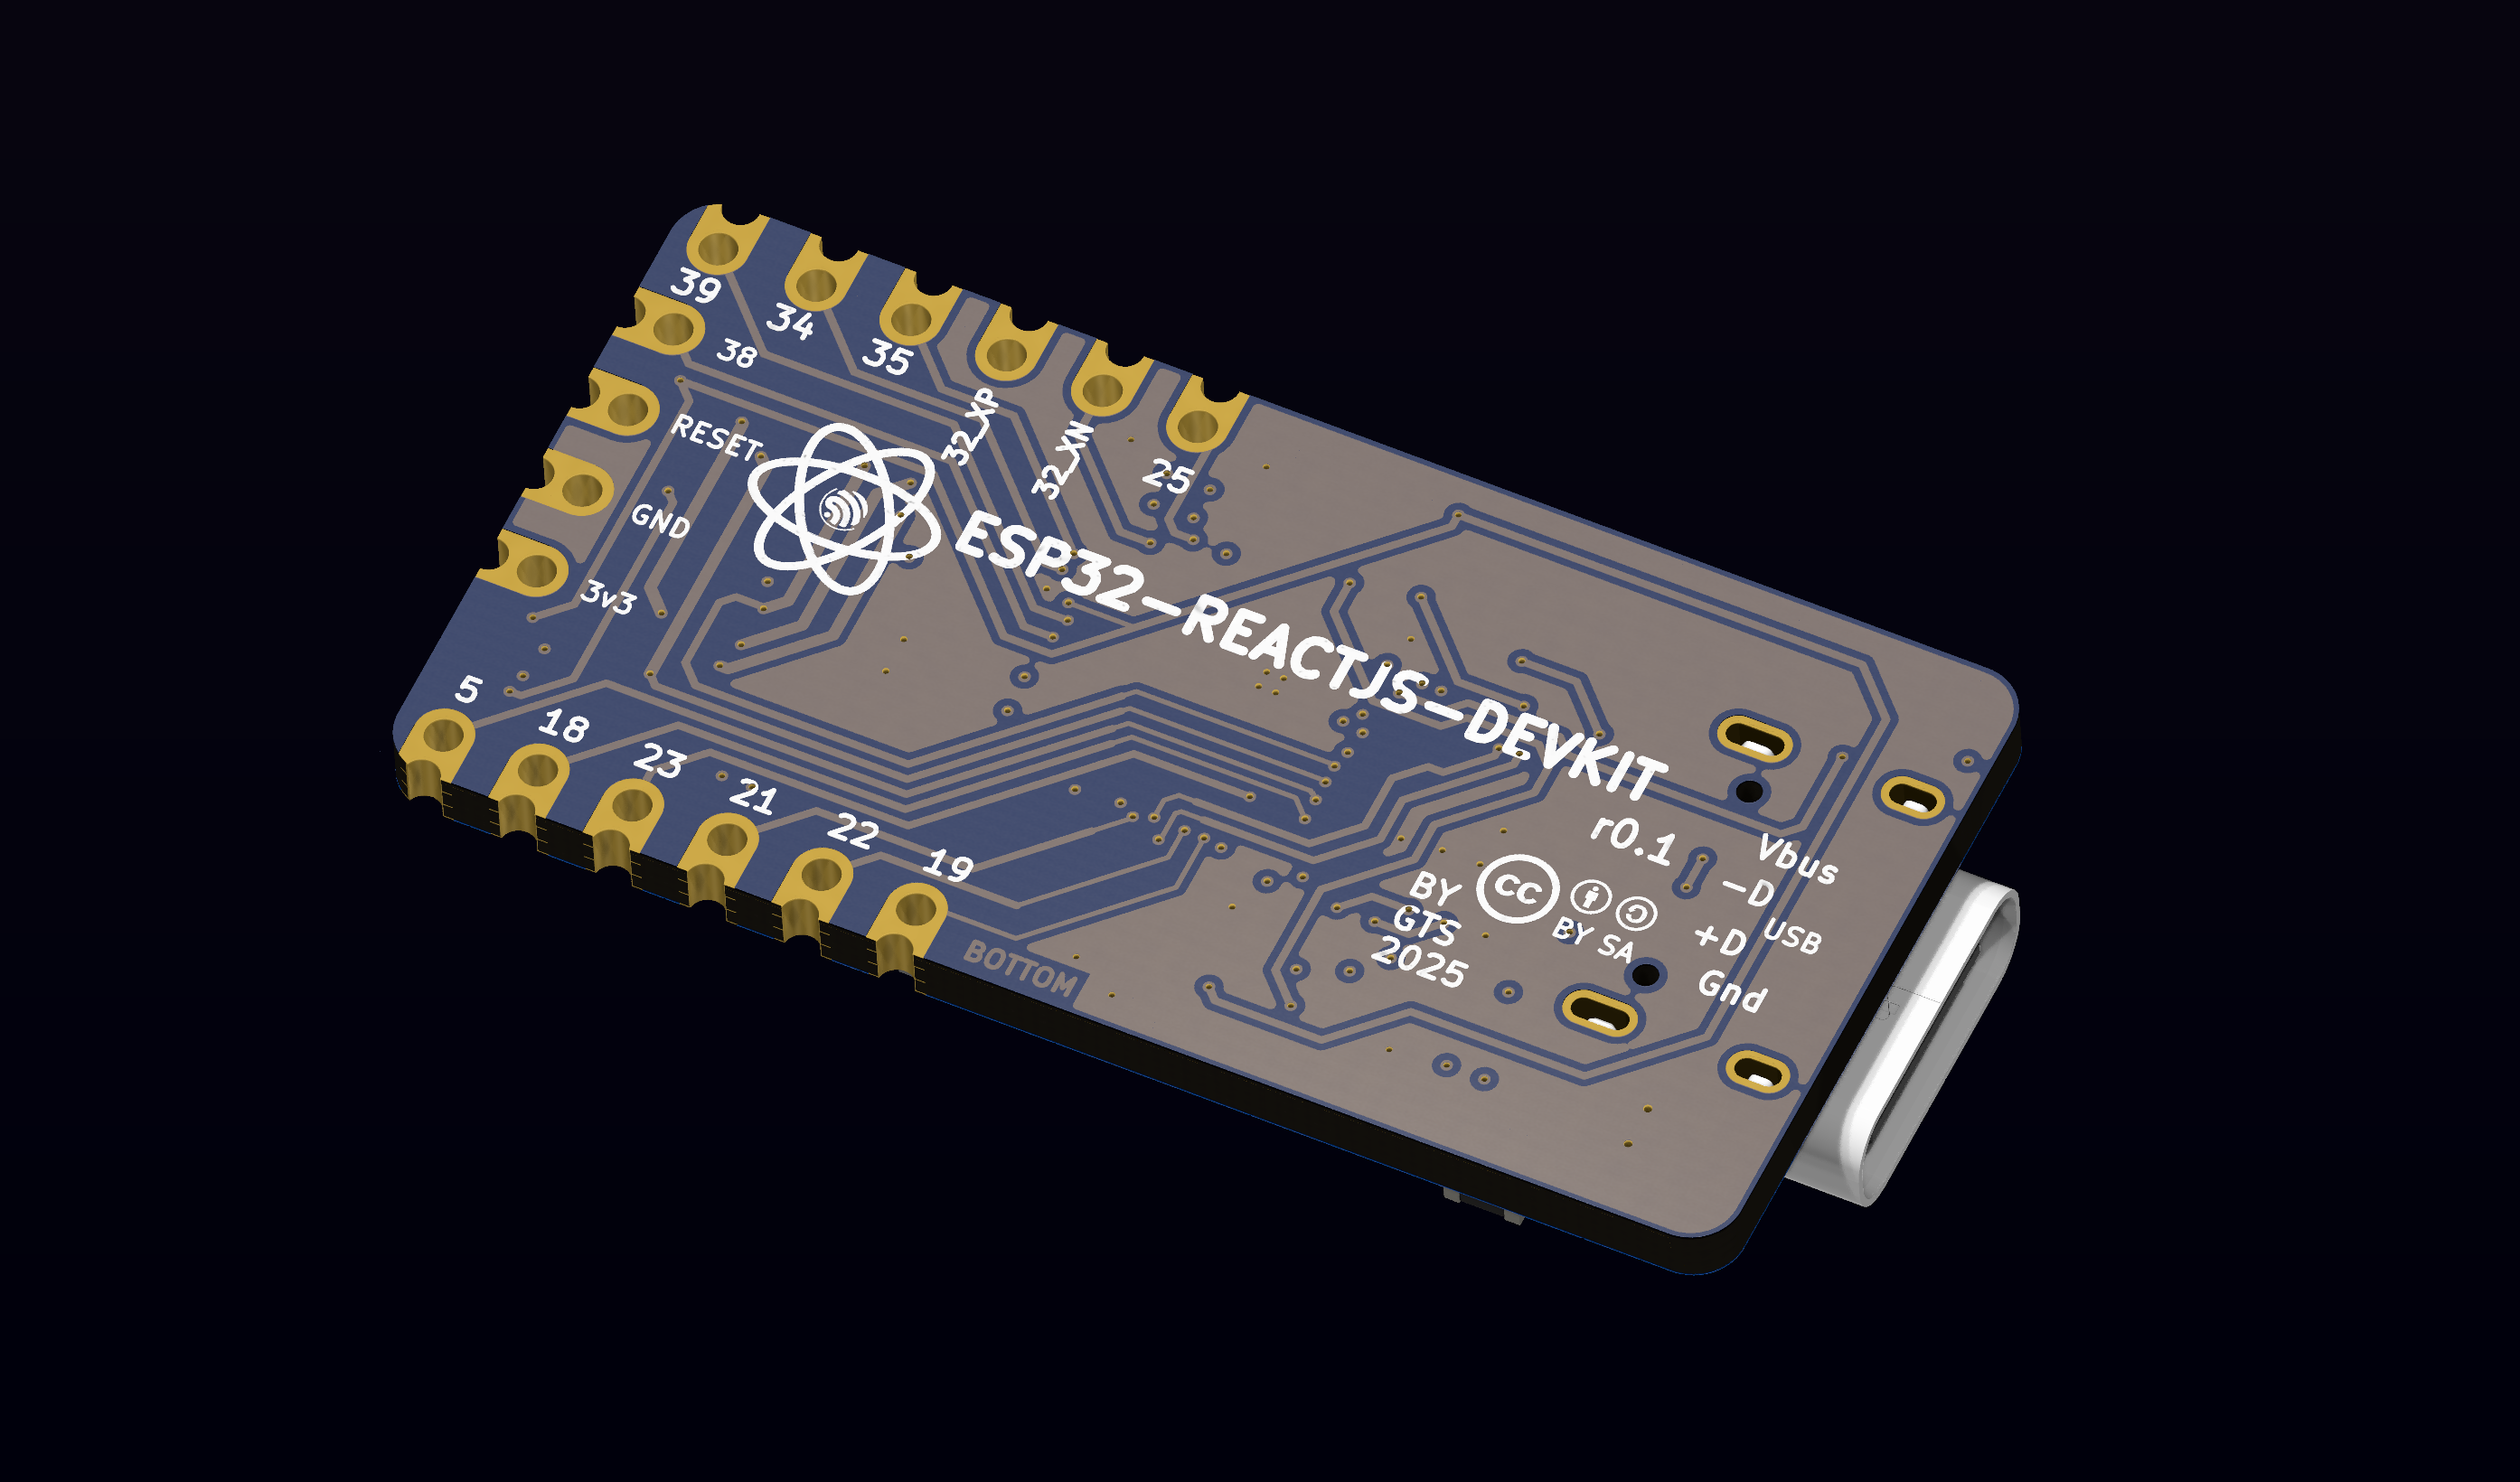 39
34
35
32_XP
32_XN
25
38
RESET
GND
3v3
ESP32-REACTJS-DEVKIT
5
18
23
21
22
19
BOTTOM
r0.1
BY
GTS
2025
cc
BY SA
Vbus
-D
+D
USB
Gnd